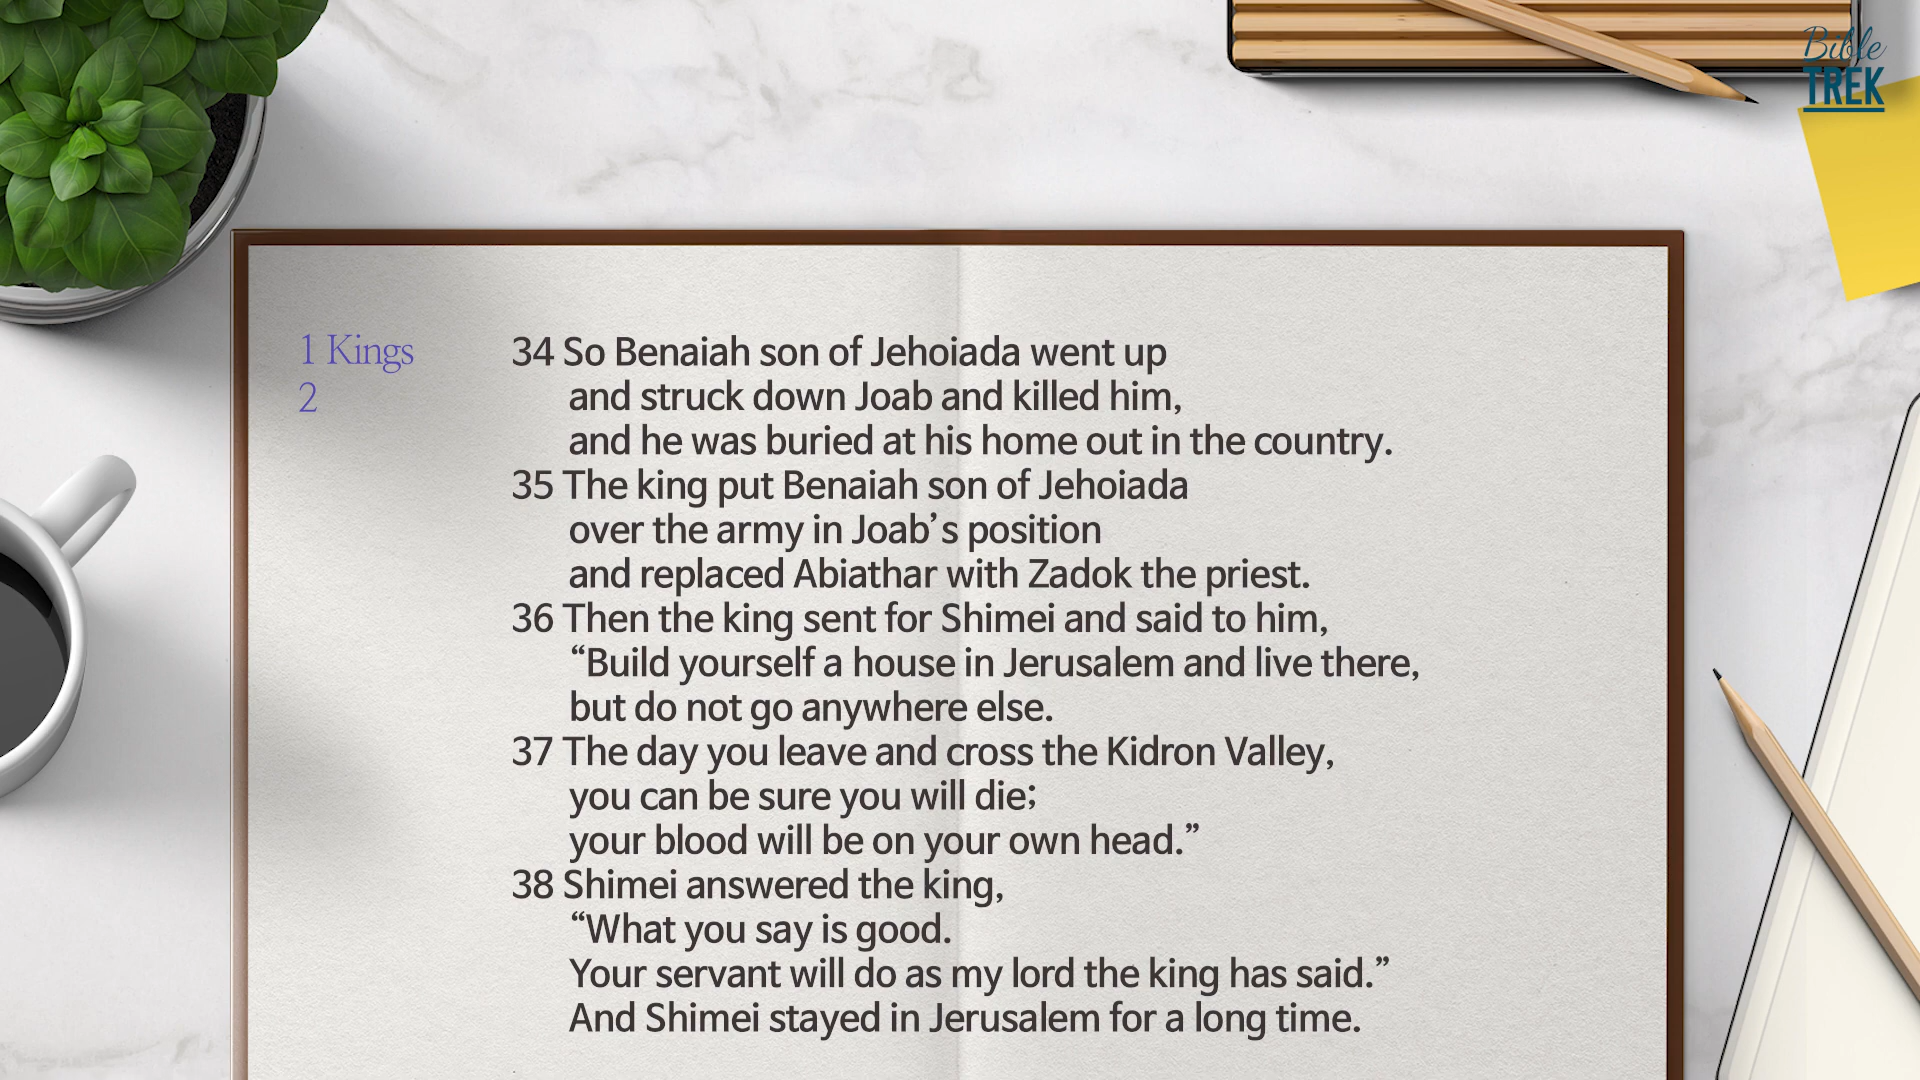 Bible
TREK
1 Kings
2
34 So Benaiah son of Jehoiada went up
and struck down Joab and killed him,
and he was buried at his home out in the country.
35 The king put Benaiah son of Jehoiada
over the army in Joab’s position
and replaced Abiathar with Zadok the priest.
36 Then the king sent for Shimei and said to him,
“Build yourself a house in Jerusalem and live there,
but do not go anywhere else.
37 The day you leave and cross the Kidron Valley,
you can be sure you will die;
your blood will be on your own head.”
38 Shimei answered the king,
“What you say is good.
Your servant will do as my lord the king has said.”
And Shimei stayed in Jerusalem for a long time.